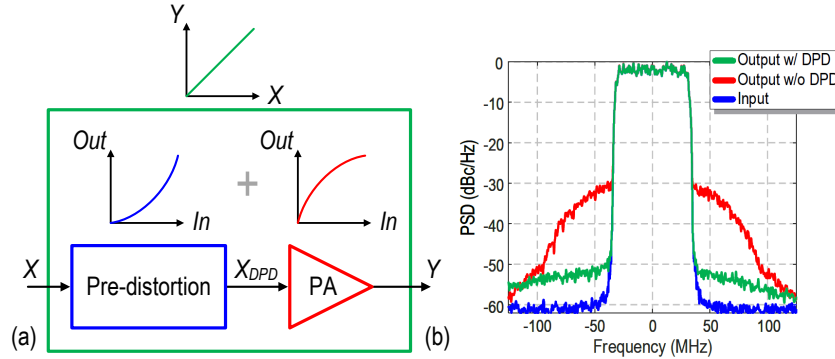 Y
X
Out
In
+
Out
In
X
Pre-distortion
XDPD
PA
Y
(a)
(b)
Output w/ DPD
Output w/o DPD
Input
0
-10
-20
-30
-40
-50
-60
PSD (dBc/Hz)
-100
-50
0
50
100
Frequency (MHz)